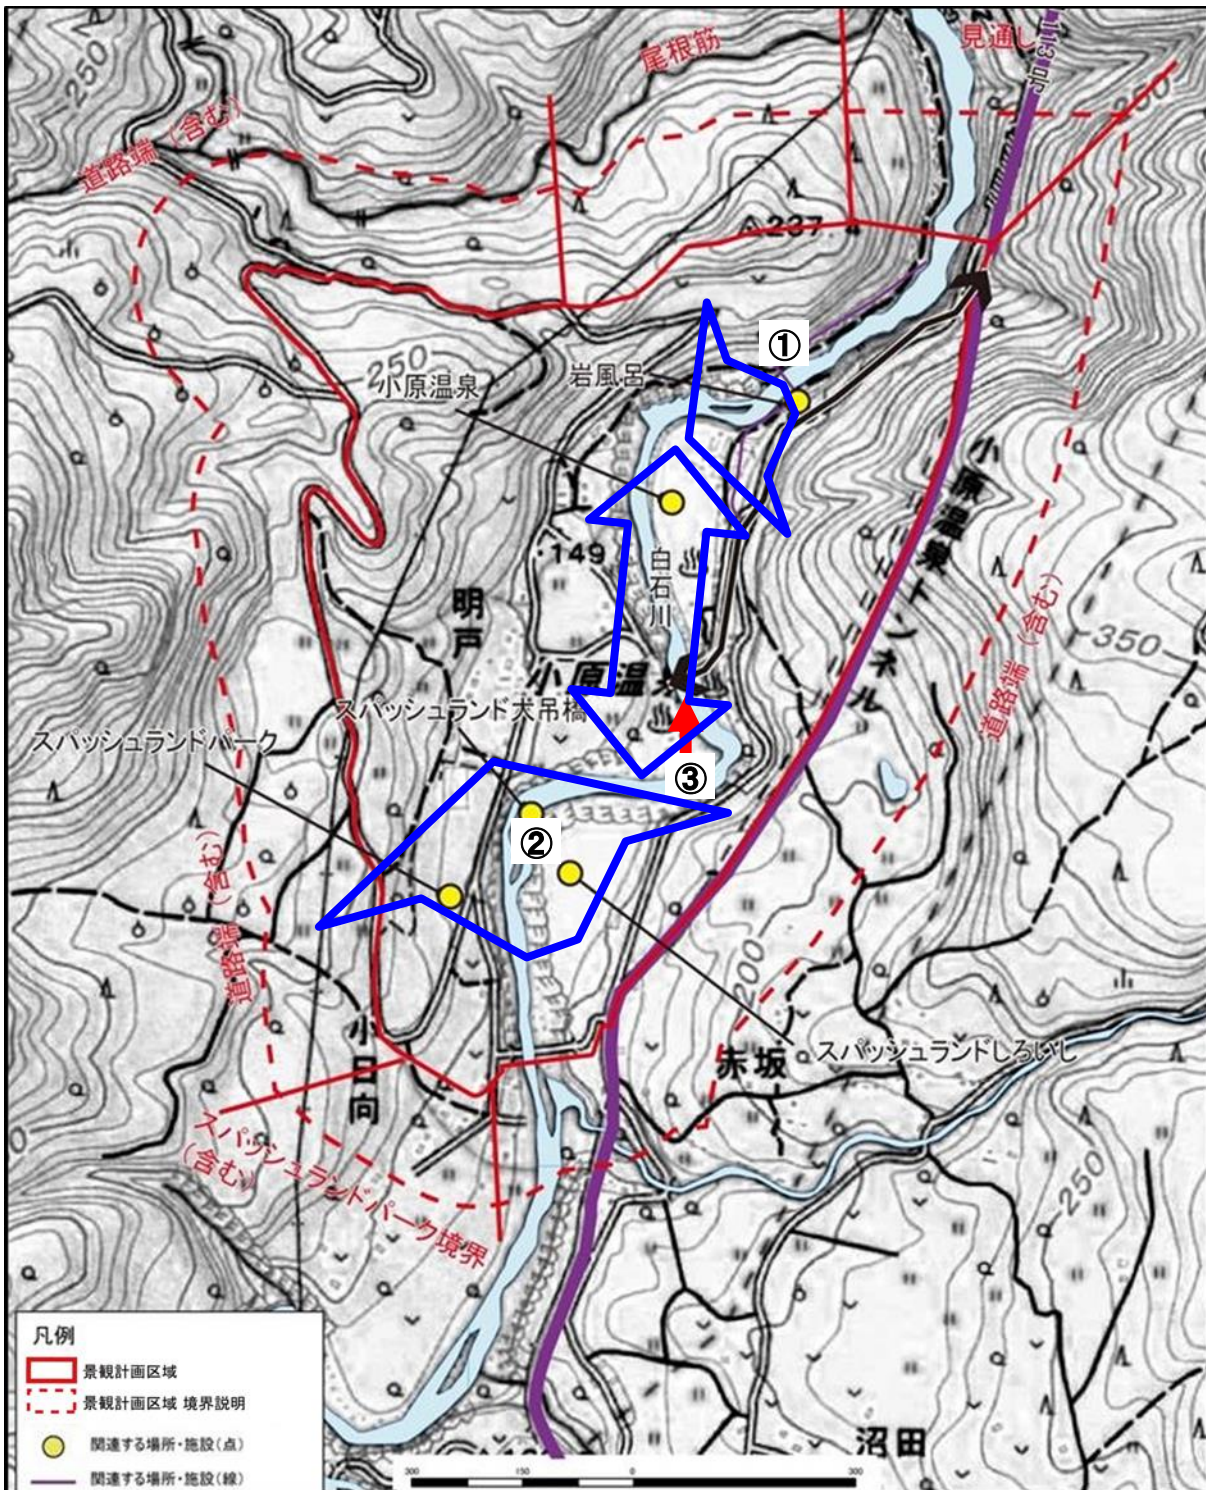 見通し
尾根筋
250
200
道路端（含む）
△237.4
①
250
小原温泉
岩風呂
小原温泉トンネル
・149
白石川
明戸
道路端（含む）
350
小原温泉
スパッシュランド犬吊橋
スパッシュランドパーク
③
②
道路端（含む）
200
小日向
赤坂
スパッシュランドしろいし
スパッシュランドパーク境界
（含む）
250
凡例
景観計画区域
景観計画区域 境界説明
関連する場所・施設（点）
関連する場所・施設（線）
沼田
300 150 0 300